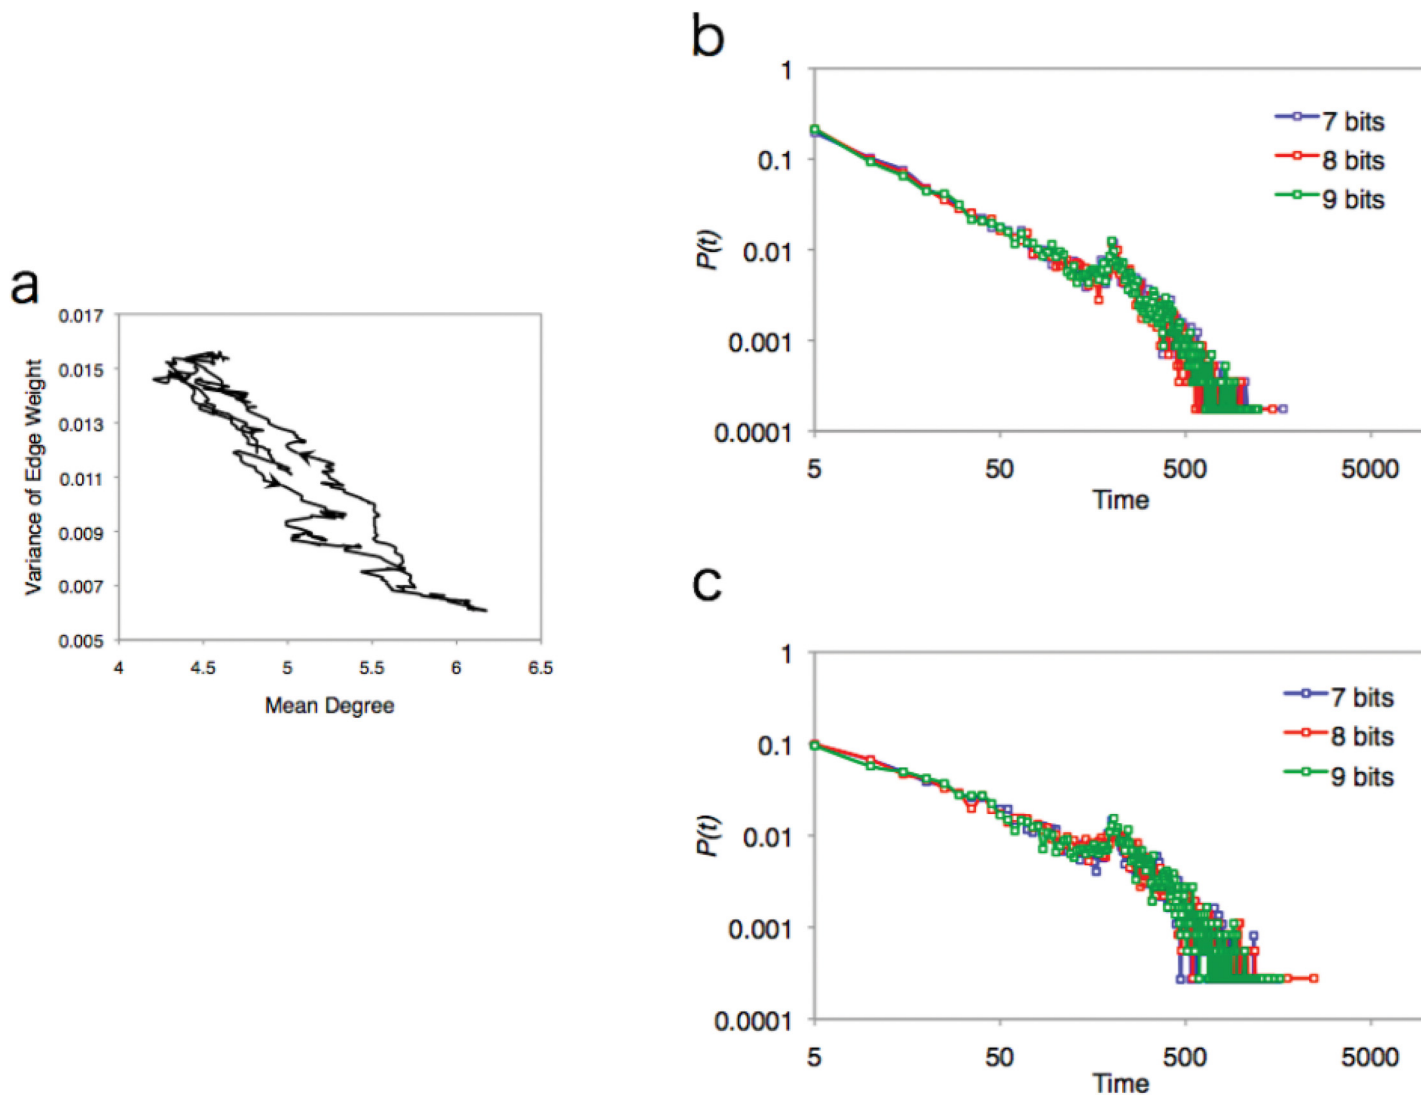 a
0.017
0.015
0.013
0.011
0.009
0.007
0.005
Variance of Edge Weight
4 4.5 5 5.5 6 6.5
Mean Degree
b
1
0.1
0.01
0.001
0.0001
P(t)
7 bits
8 bits
9 bits
5 50 500 5000
Time
c
1
0.1
0.01
0.001
0.0001
P(t)
7 bits
8 bits
9 bits
5 50 500 5000
Time